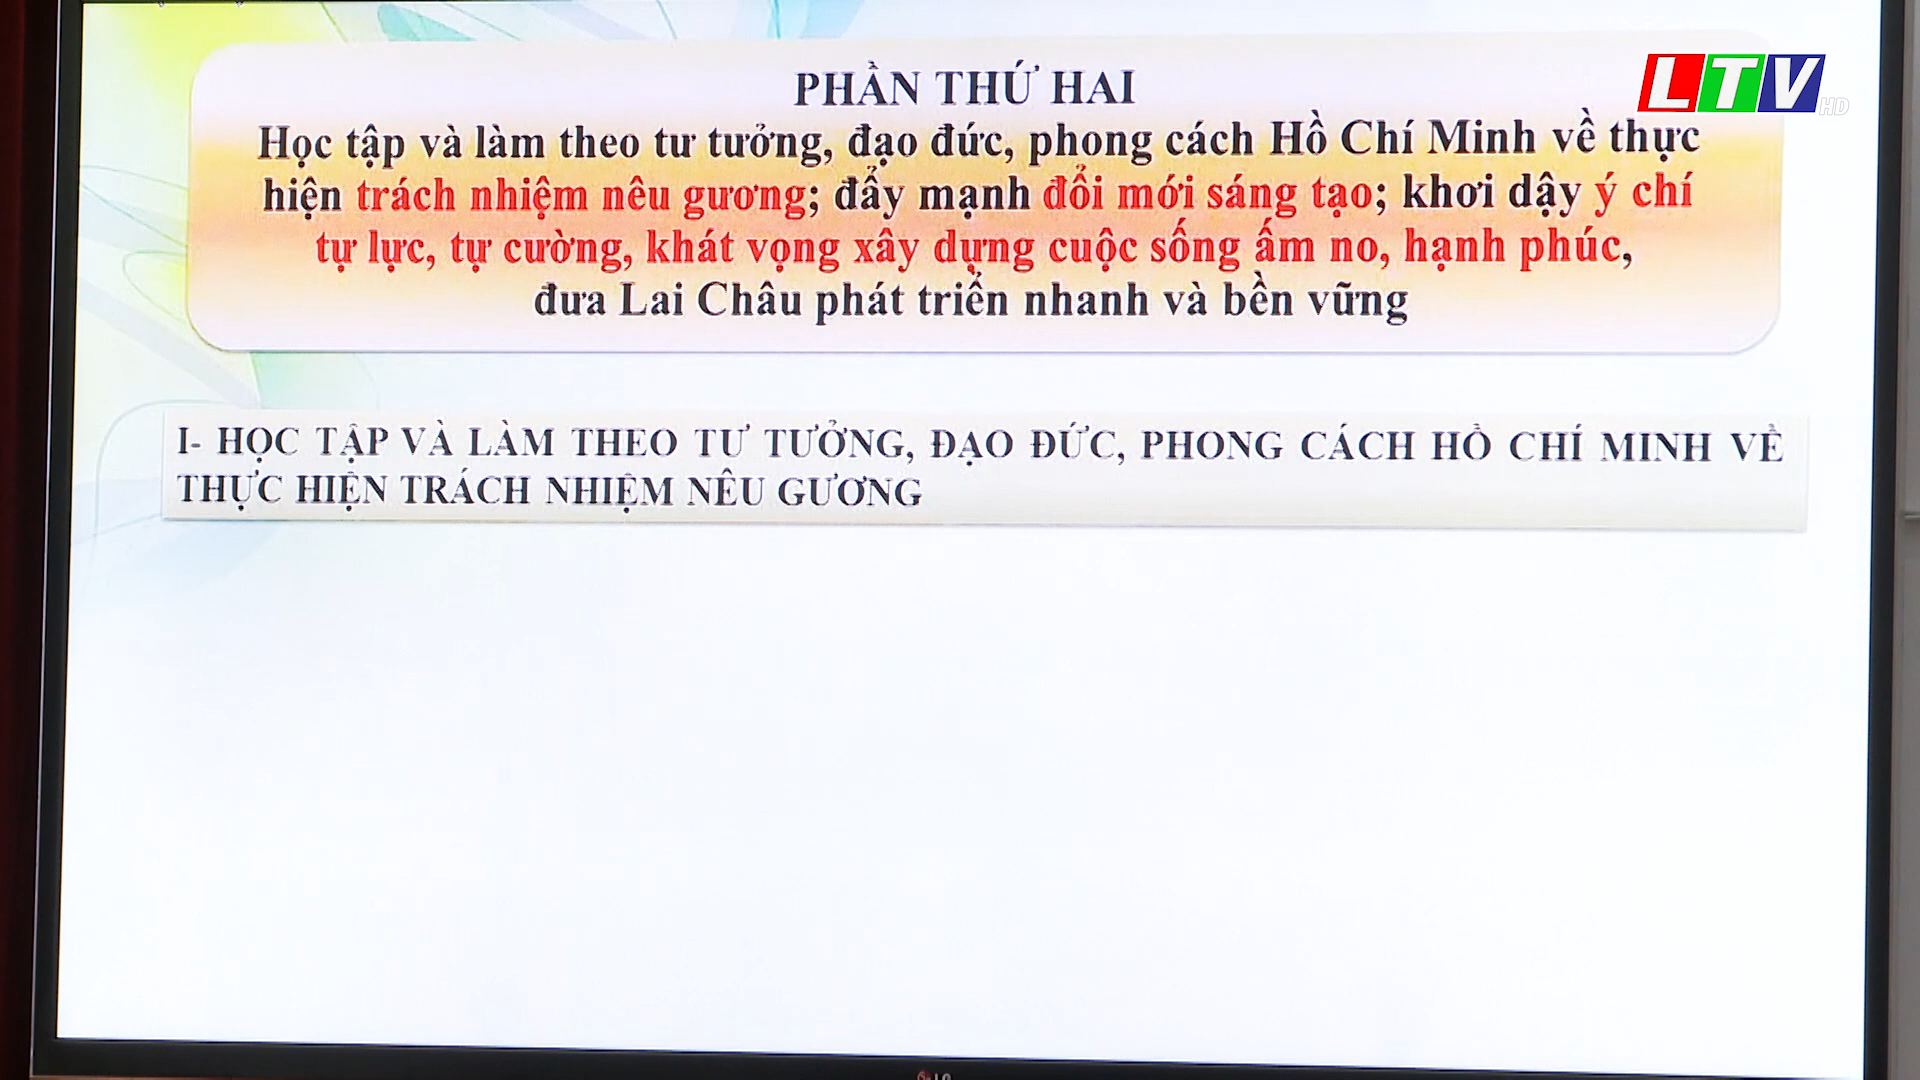 LTV HD
PHẦN THỨ HAI
Học tập và làm theo tư tưởng, đạo đức, phong cách Hồ Chí Minh về thực
hiện trách nhiệm nêu gương; đẩy mạnh đổi mới sáng tạo; khơi dậy ý chí
tự lực, tự cường, khát vọng xây dựng cuộc sống ấm no, hạnh phúc,
đưa Lai Châu phát triển nhanh và bền vững
I- HỌC TẬP VÀ LÀM THEO TƯ TƯỞNG, ĐẠO ĐỨC, PHONG CÁCH HỒ CHÍ MINH VỀ
THỰC HIỆN TRÁCH NHIỆM NÊU GƯƠNG